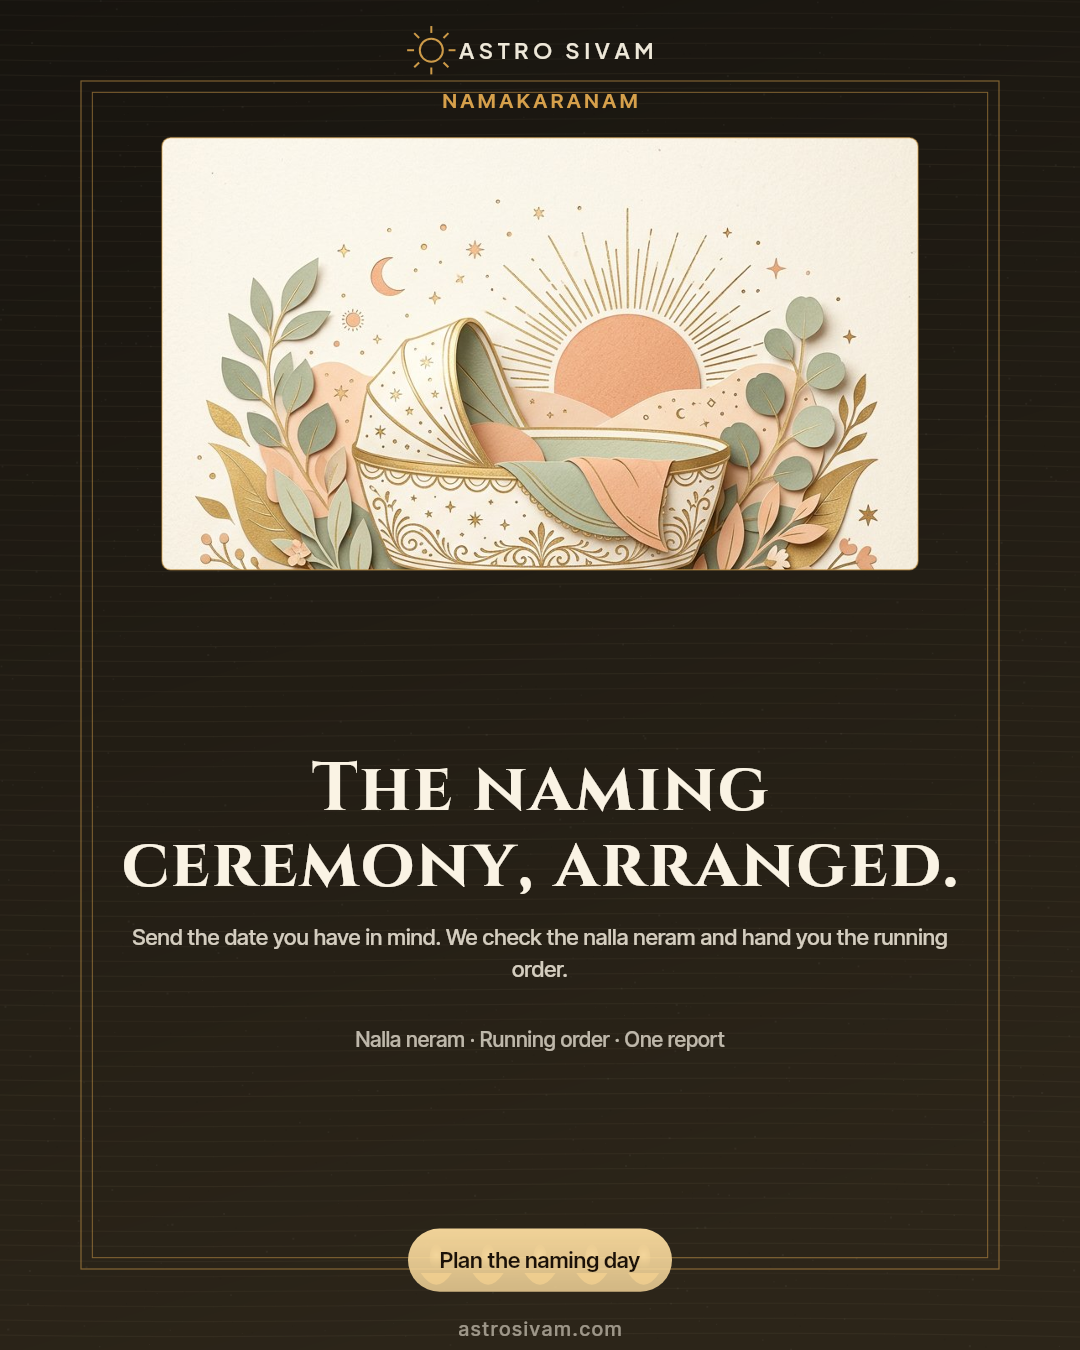 ASTRO SIVAM
NAMAKARANAM
The naming
ceremony, arranged.
Send the date you have in mind. We check the nalla neram and hand you the running
order.
Nalla neram · Running order · One report
Plan the naming day
astrosivam.com